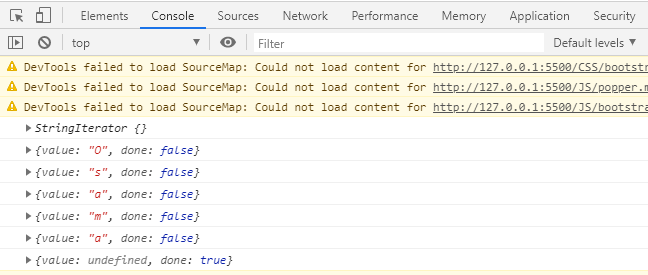 Elements Console Sources Network Performance Memory Application Security
top Filter Default levels
DevTools failed to load SourceMap: Could not load content for http://127.0.0.1:5500/CSS/bootstr
DevTools failed to load SourceMap: Could not load content for http://127.0.0.1:5500/JS/popper.m
DevTools failed to load SourceMap: Could not load content for http://127.0.0.1:5500/JS/bootstra
StringIterator {}
{value: "O", done: false}
{value: "s", done: false}
{value: "a", done: false}
{value: "m", done: false}
{value: "a", done: false}
{value: undefined, done: true}